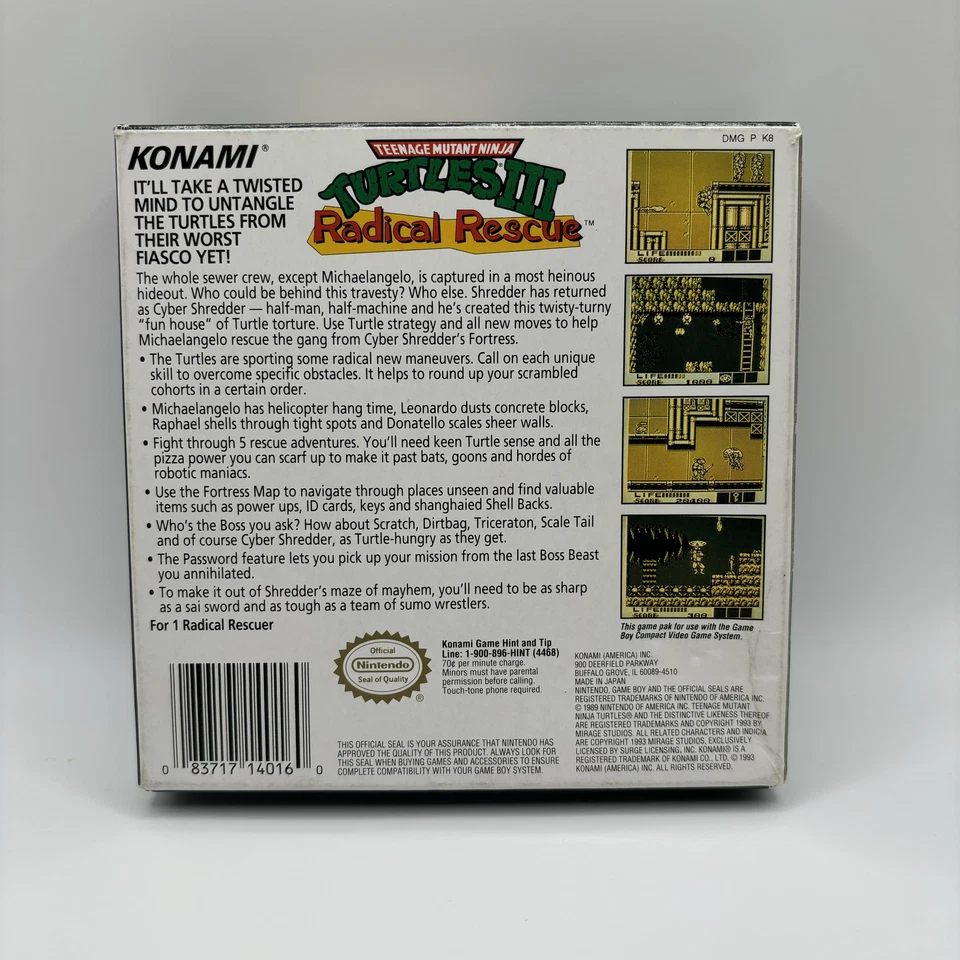 KONAMI®
TEENAGE MUTANT NINJA
TURTLES® III
Radical Rescue™
DMG P K8
IT'LL TAKE A TWISTED
MIND TO UNTANGLE
THE TURTLES FROM
THEIR WORST
FIASCO YET!
The whole sewer crew, except Michaelangelo, is captured in a most heinous
hideout. Who could be behind this travesty? Who else. Shredder has returned
as Cyber Shredder — half-man, half-machine and he's created this twisty-turny
"fun house" of Turtle torture. Use Turtle strategy and all new moves to help
Michaelangelo rescue the gang from Cyber Shredder's Fortress.
• The Turtles are sporting some radical new maneuvers. Call on each unique
skill to overcome specific obstacles. It helps to round up your scrambled
cohorts in a certain order.
• Michaelangelo has helicopter hang time, Leonardo dusts concrete blocks,
Raphael shells through tight spots and Donatello scales sheer walls.
• Fight through 5 rescue adventures. You'll need keen Turtle sense and all the
pizza power you can scarf up to make it past bats, goons and hordes of
robotic maniacs.
• Use the Fortress Map to navigate through places unseen and find valuable
items such as power ups, ID cards, keys and shanghaied Shell Backs.
• Who's the Boss you ask? How about Scratch, Dirtbag, Triceraton, Scale Tail
and of course Cyber Shredder, as Turtle-hungry as they get.
• The Password feature lets you pick up your mission from the last Boss Beast
you annihilated.
• To make it out of Shredder's maze of mayhem, you'll need to be as sharp
as a sai sword and as tough as a team of sumo wrestlers.
For 1 Radical Rescuer
LIFE
SCORE 0
LIFE
SCORE 1000
LIFE
SCORE 20400
LIFE
SCORE 300
This game pak for use with the Game
Boy Compact Video Game System.
Official
Nintendo
Seal of Quality
®
Konami Game Hint and Tip
Line: 1-900-896-HINT (4468)
70¢ per minute charge.
Minors must have parental
permission before calling.
Touch-tone phone required.
KONAMI (AMERICA) INC.
900 DEERFIELD PARKWAY
BUFFALO GROVE, IL 60089-4510
MADE IN JAPAN
NINTENDO, GAME BOY AND THE OFFICIAL SEALS ARE
REGISTERED TRADEMARKS OF NINTENDO OF AMERICA INC.
© 1989 NINTENDO OF AMERICA INC. TEENAGE MUTANT
NINJA TURTLES® AND THE DISTINCTIVE LIKENESS THEREOF
ARE REGISTERED TRADEMARKS AND COPYRIGHT 1993 BY
MIRAGE STUDIOS. ALL RELATED CHARACTERS AND INDICIA
ARE COPYRIGHT 1993 MIRAGE STUDIOS, EXCLUSIVELY
LICENSED BY SURGE LICENSING, INC. KONAMI® IS A
REGISTERED TRADEMARK OF KONAMI CO., LTD. © 1993
KONAMI (AMERICA) INC. ALL RIGHTS RESERVED.
THIS OFFICIAL SEAL IS YOUR ASSURANCE THAT NINTENDO HAS
APPROVED THE QUALITY OF THIS PRODUCT. ALWAYS LOOK FOR
THIS SEAL WHEN BUYING GAMES AND ACCESSORIES TO ENSURE
COMPLETE COMPATIBILITY WITH YOUR GAME BOY SYSTEM.
0 83717 14016 0